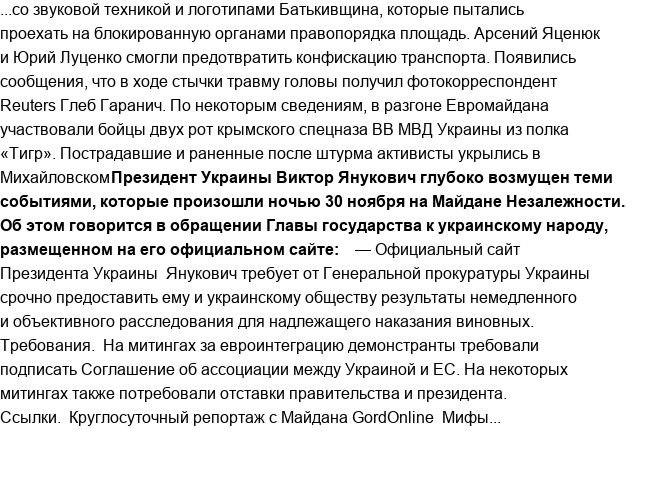 ...со звуковой техникой и логотипами Батькивщина, которые пытались
проехать на блокированную органами правопорядка площадь. Арсений Яценюк
и Юрий Луценко смогли предотвратить конфискацию транспорта. Появились
сообщения, что в ходе стычки травму головы получил фотокорреспондент
Reuters Глеб Гаранич. По некоторым сведениям, в разгоне Евромайдана
участвовали бойцы двух рот крымского спецназа ВВ МВД Украины из полка
«Тигр». Пострадавшие и раненные после штурма активисты укрылись в
МихайловскомПрезидент Украины Виктор Янукович глубоко возмущен теми
событиями, которые произошли ночью 30 ноября на Майдане Незалежности.
Об этом говорится в обращении Главы государства к украинскому народу,
размещенном на его официальном сайте: — Официальный сайт
Президента Украины Янукович требует от Генеральной прокуратуры Украины
срочно предоставить ему и украинскому обществу результаты немедленного
и объективного расследования для надлежащего наказания виновных.
Требования. На митингах за евроинтеграцию демонстранты требовали
подписать Соглашение об ассоциации между Украиной и ЕС. На некоторых
митингах также потребовали отставки правительства и президента.
Ссылки. Круглосуточный репортаж с Майдана GordOnline Мифы...